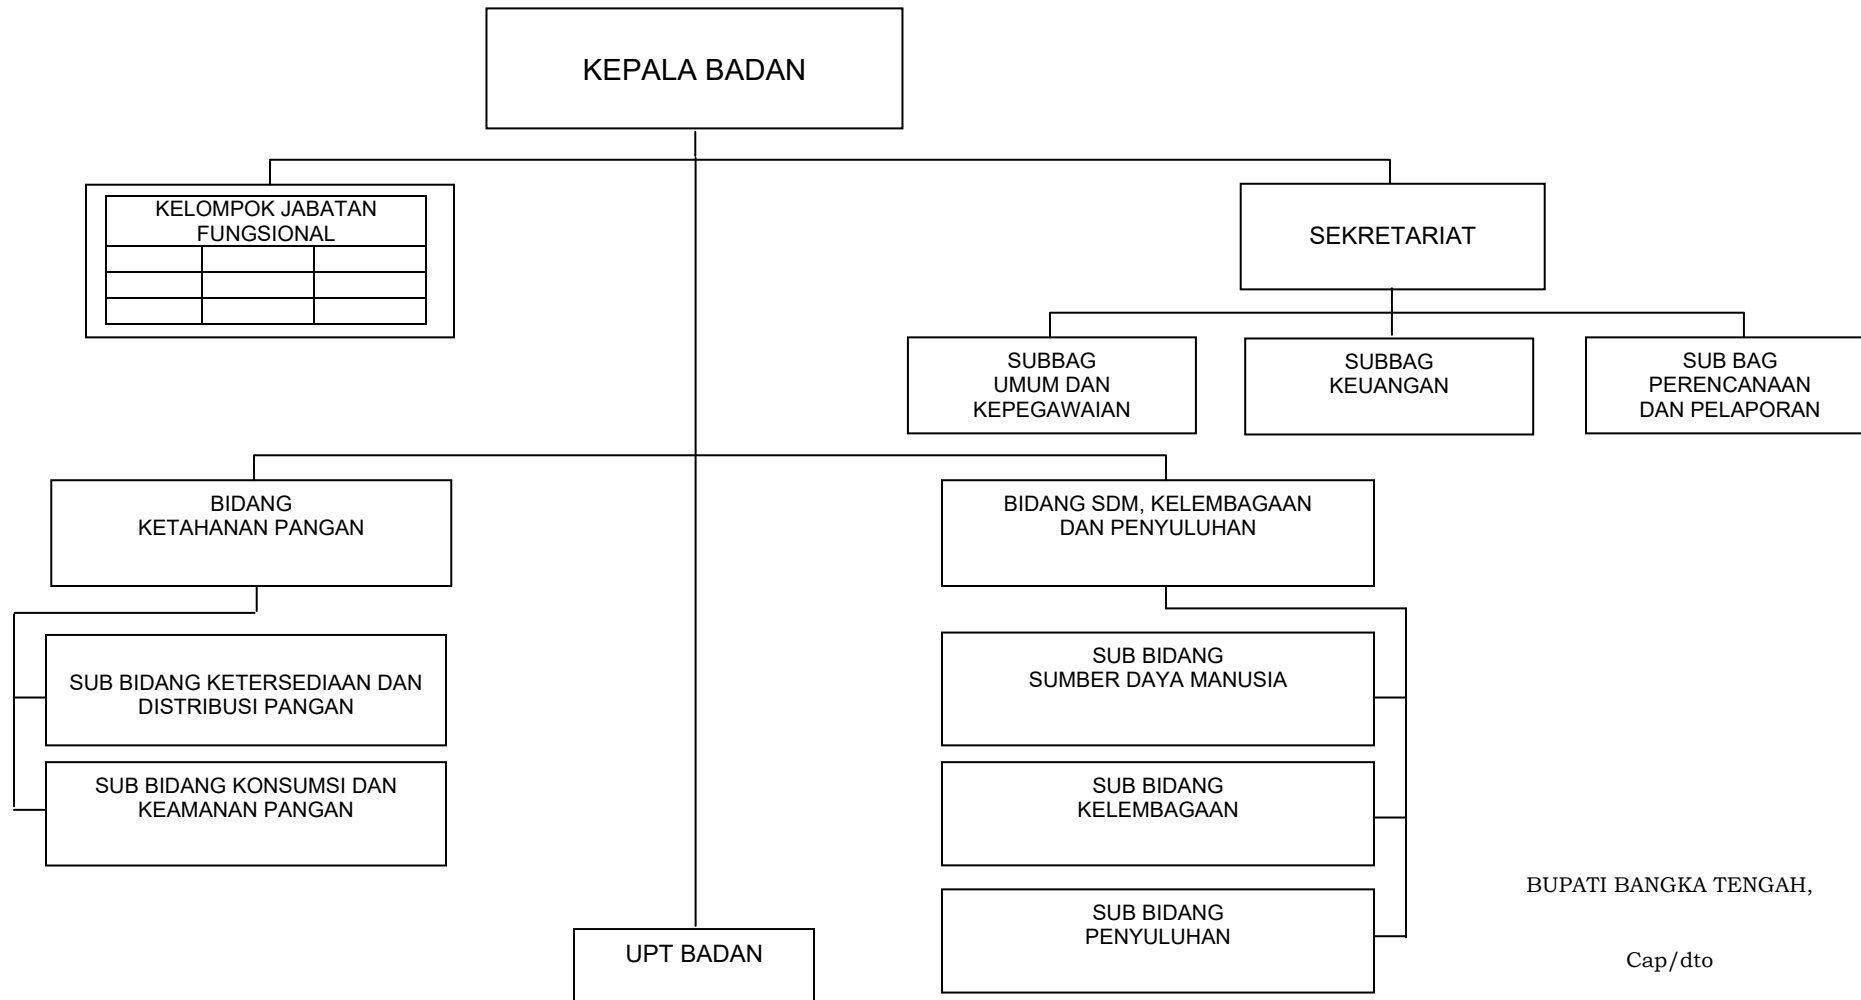 KEPALA BADAN
KELOMPOK JABATAN
FUNGSIONAL
SEKRETARIAT
SUBBAG
UMUM DAN
KEPEGAWAIAN
SUBBAG
KEUANGAN
SUB BAG
PERENCANAAN
DAN PELAPORAN
BIDANG
KETAHANAN PANGAN
BIDANG SDM, KELEMBAGAAN
DAN PENYULUHAN
SUB BIDANG KETERSEDIAAN DAN
DISTRIBUSI PANGAN
SUB BIDANG KONSUMSI DAN
KEAMANAN PANGAN
SUB BIDANG
SUMBER DAYA MANUSIA
SUB BIDANG
KELEMBAGAAN
SUB BIDANG
PENYULUHAN
UPT BADAN
BUPATI BANGKA TENGAH,
Cap/dto